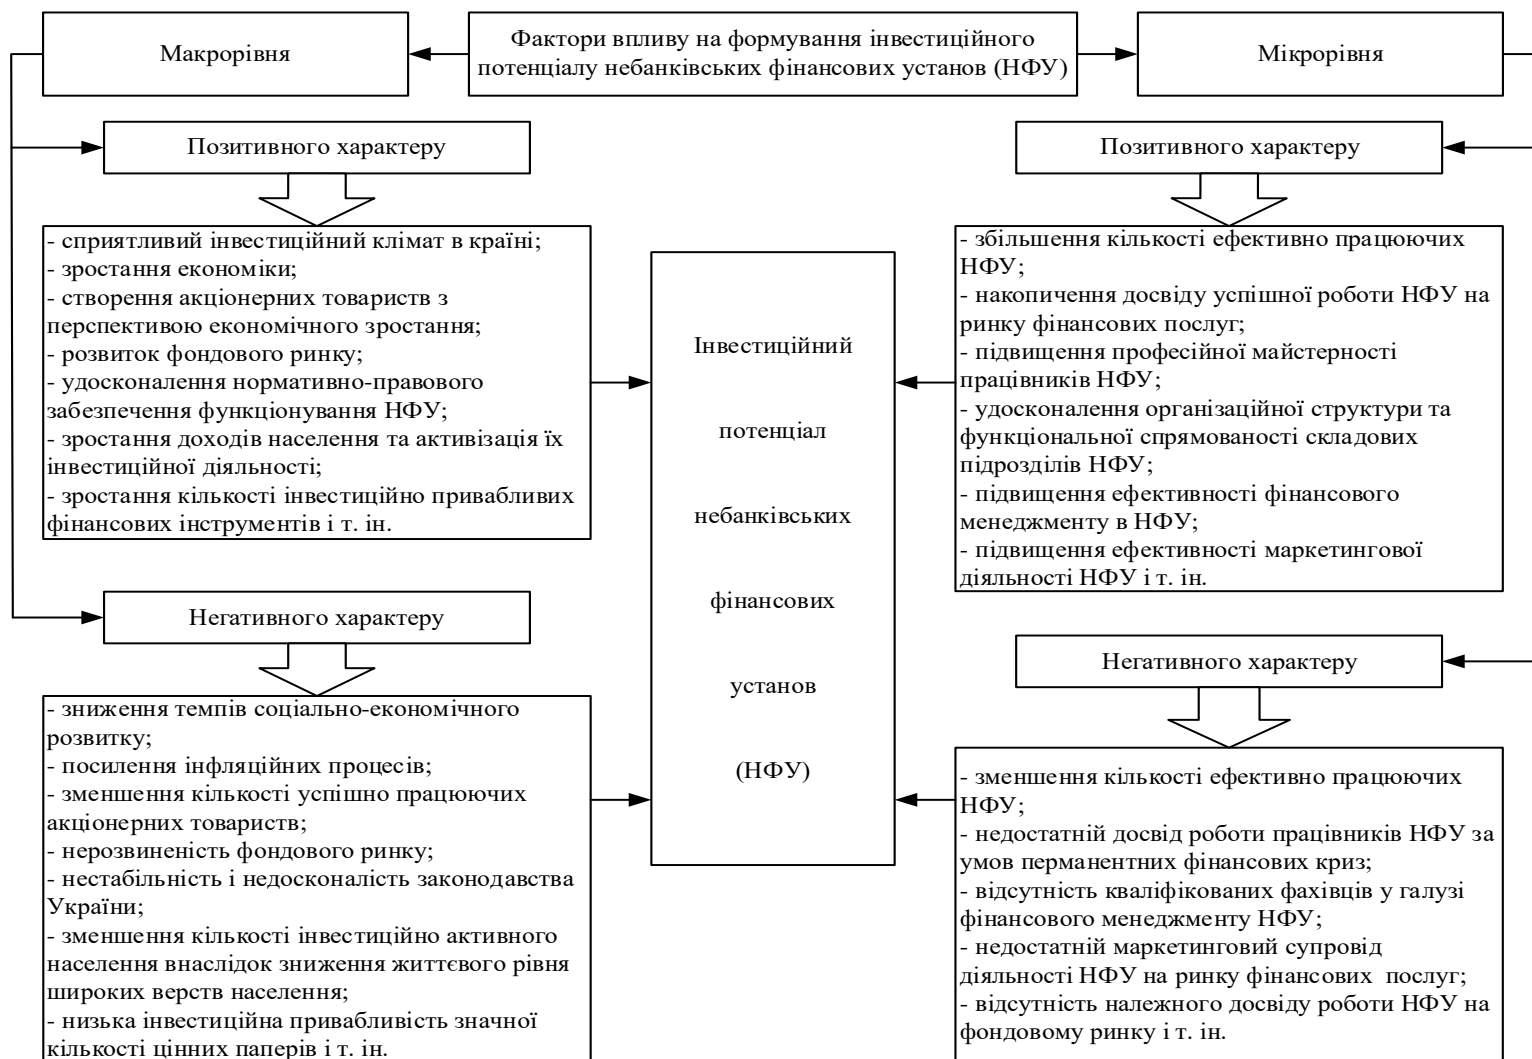 Макрорівня
Фактори впливу на формування інвестиційного
потенціалу небанківських фінансових установ (НФУ)
Мікрорівня
Позитивного характеру
- сприятливий інвестиційний клімат в країні;
- зростання економіки;
- створення акціонерних товариств з
перспективою економічного зростання;
- розвиток фондового ринку;
- удосконалення нормативно-правового
забезпечення функціонування НФУ;
- зростання доходів населення та активізація їх
інвестиційної діяльності;
- зростання кількості інвестиційно привабливих
фінансових інструментів і т. ін.
Негативного характеру
- зниження темпів соціально-економічного
розвитку;
- посилення інфляційних процесів;
- зменшення кількості успішно працюючих
акціонерних товариств;
- нерозвиненість фондового ринку;
- нестабільність і недосконалість законодавства
України;
- зменшення кількості інвестиційно активного
населення внаслідок зниження життєвого рівня
широких верств населення;
- низька інвестиційна привабливість значної
кількості цінних паперів і т. ін.
Інвестиційний
потенціал
небанківських
фінансових
установ
(НФУ)
Позитивного характеру
- збільшення кількості ефективно працюючих
НФУ;
- накопичення досвіду успішної роботи НФУ на
ринку фінансових послуг;
- підвищення професійної майстерності
працівників НФУ;
- удосконалення організаційної структури та
функціональної спрямованості складових
підрозділів НФУ;
- підвищення ефективності фінансового
менеджменту в НФУ;
- підвищення ефективності маркетингової
діяльності НФУ і т. ін.
Негативного характеру
- зменшення кількості ефективно працюючих
НФУ;
- недостатній досвід роботи працівників НФУ за
умов перманентних фінансових криз;
- відсутність кваліфікованих фахівців у галузі
фінансового менеджменту НФУ;
- недостатній маркетинговий супровід
діяльності НФУ на ринку фінансових  послуг;
- відсутність належного досвіду роботи НФУ на
фондовому ринку і т. ін.